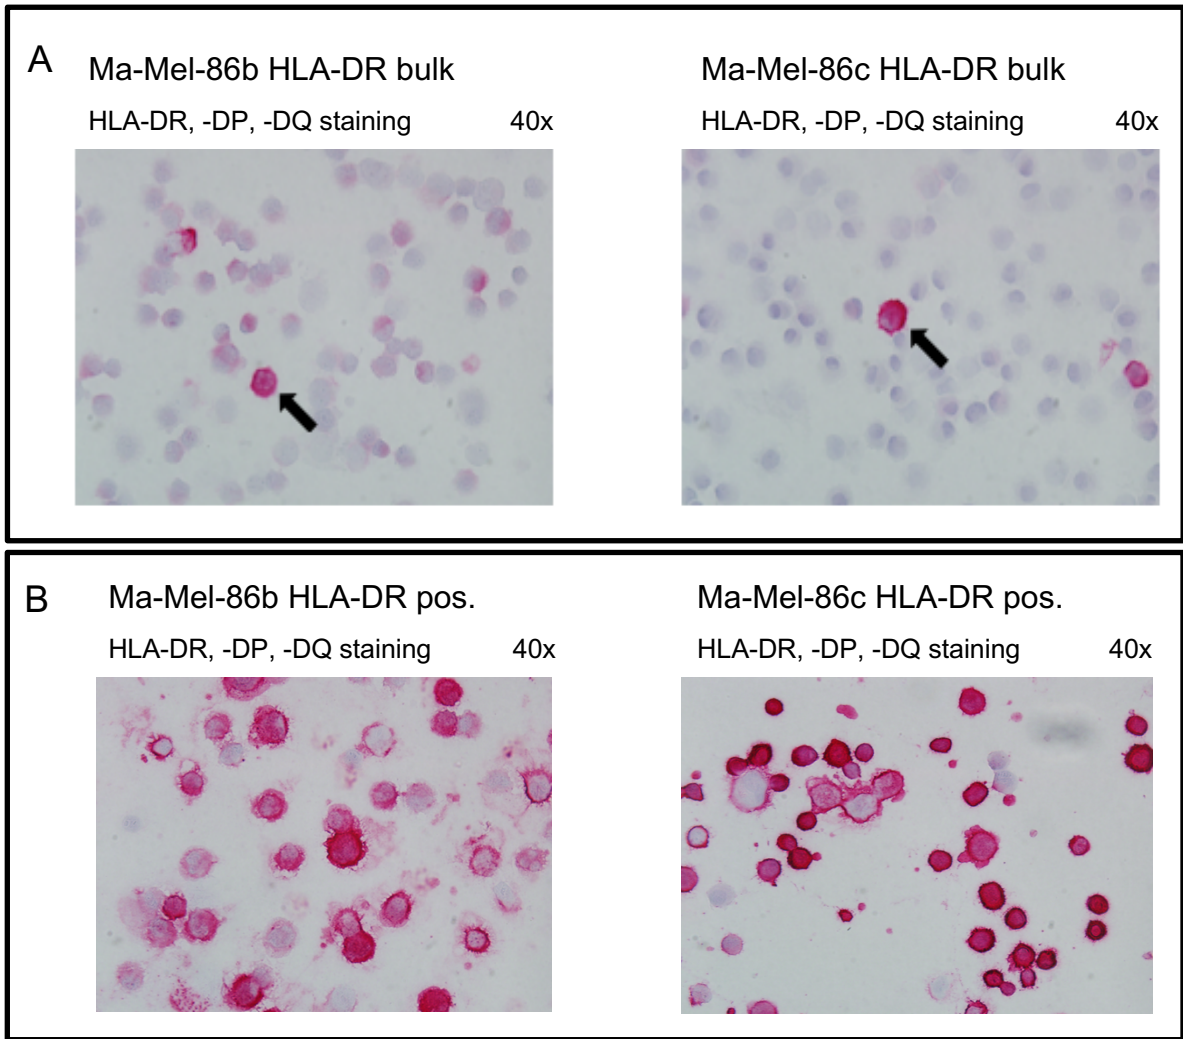 A
Ma-Mel-86b HLA-DR bulk
HLA-DR, -DP, -DQ staining 40x
Ma-Mel-86c HLA-DR bulk
HLA-DR, -DP, -DQ staining 40x
B
Ma-Mel-86b HLA-DR pos.
HLA-DR, -DP, -DQ staining 40x
Ma-Mel-86c HLA-DR pos.
HLA-DR, -DP, -DQ staining 40x